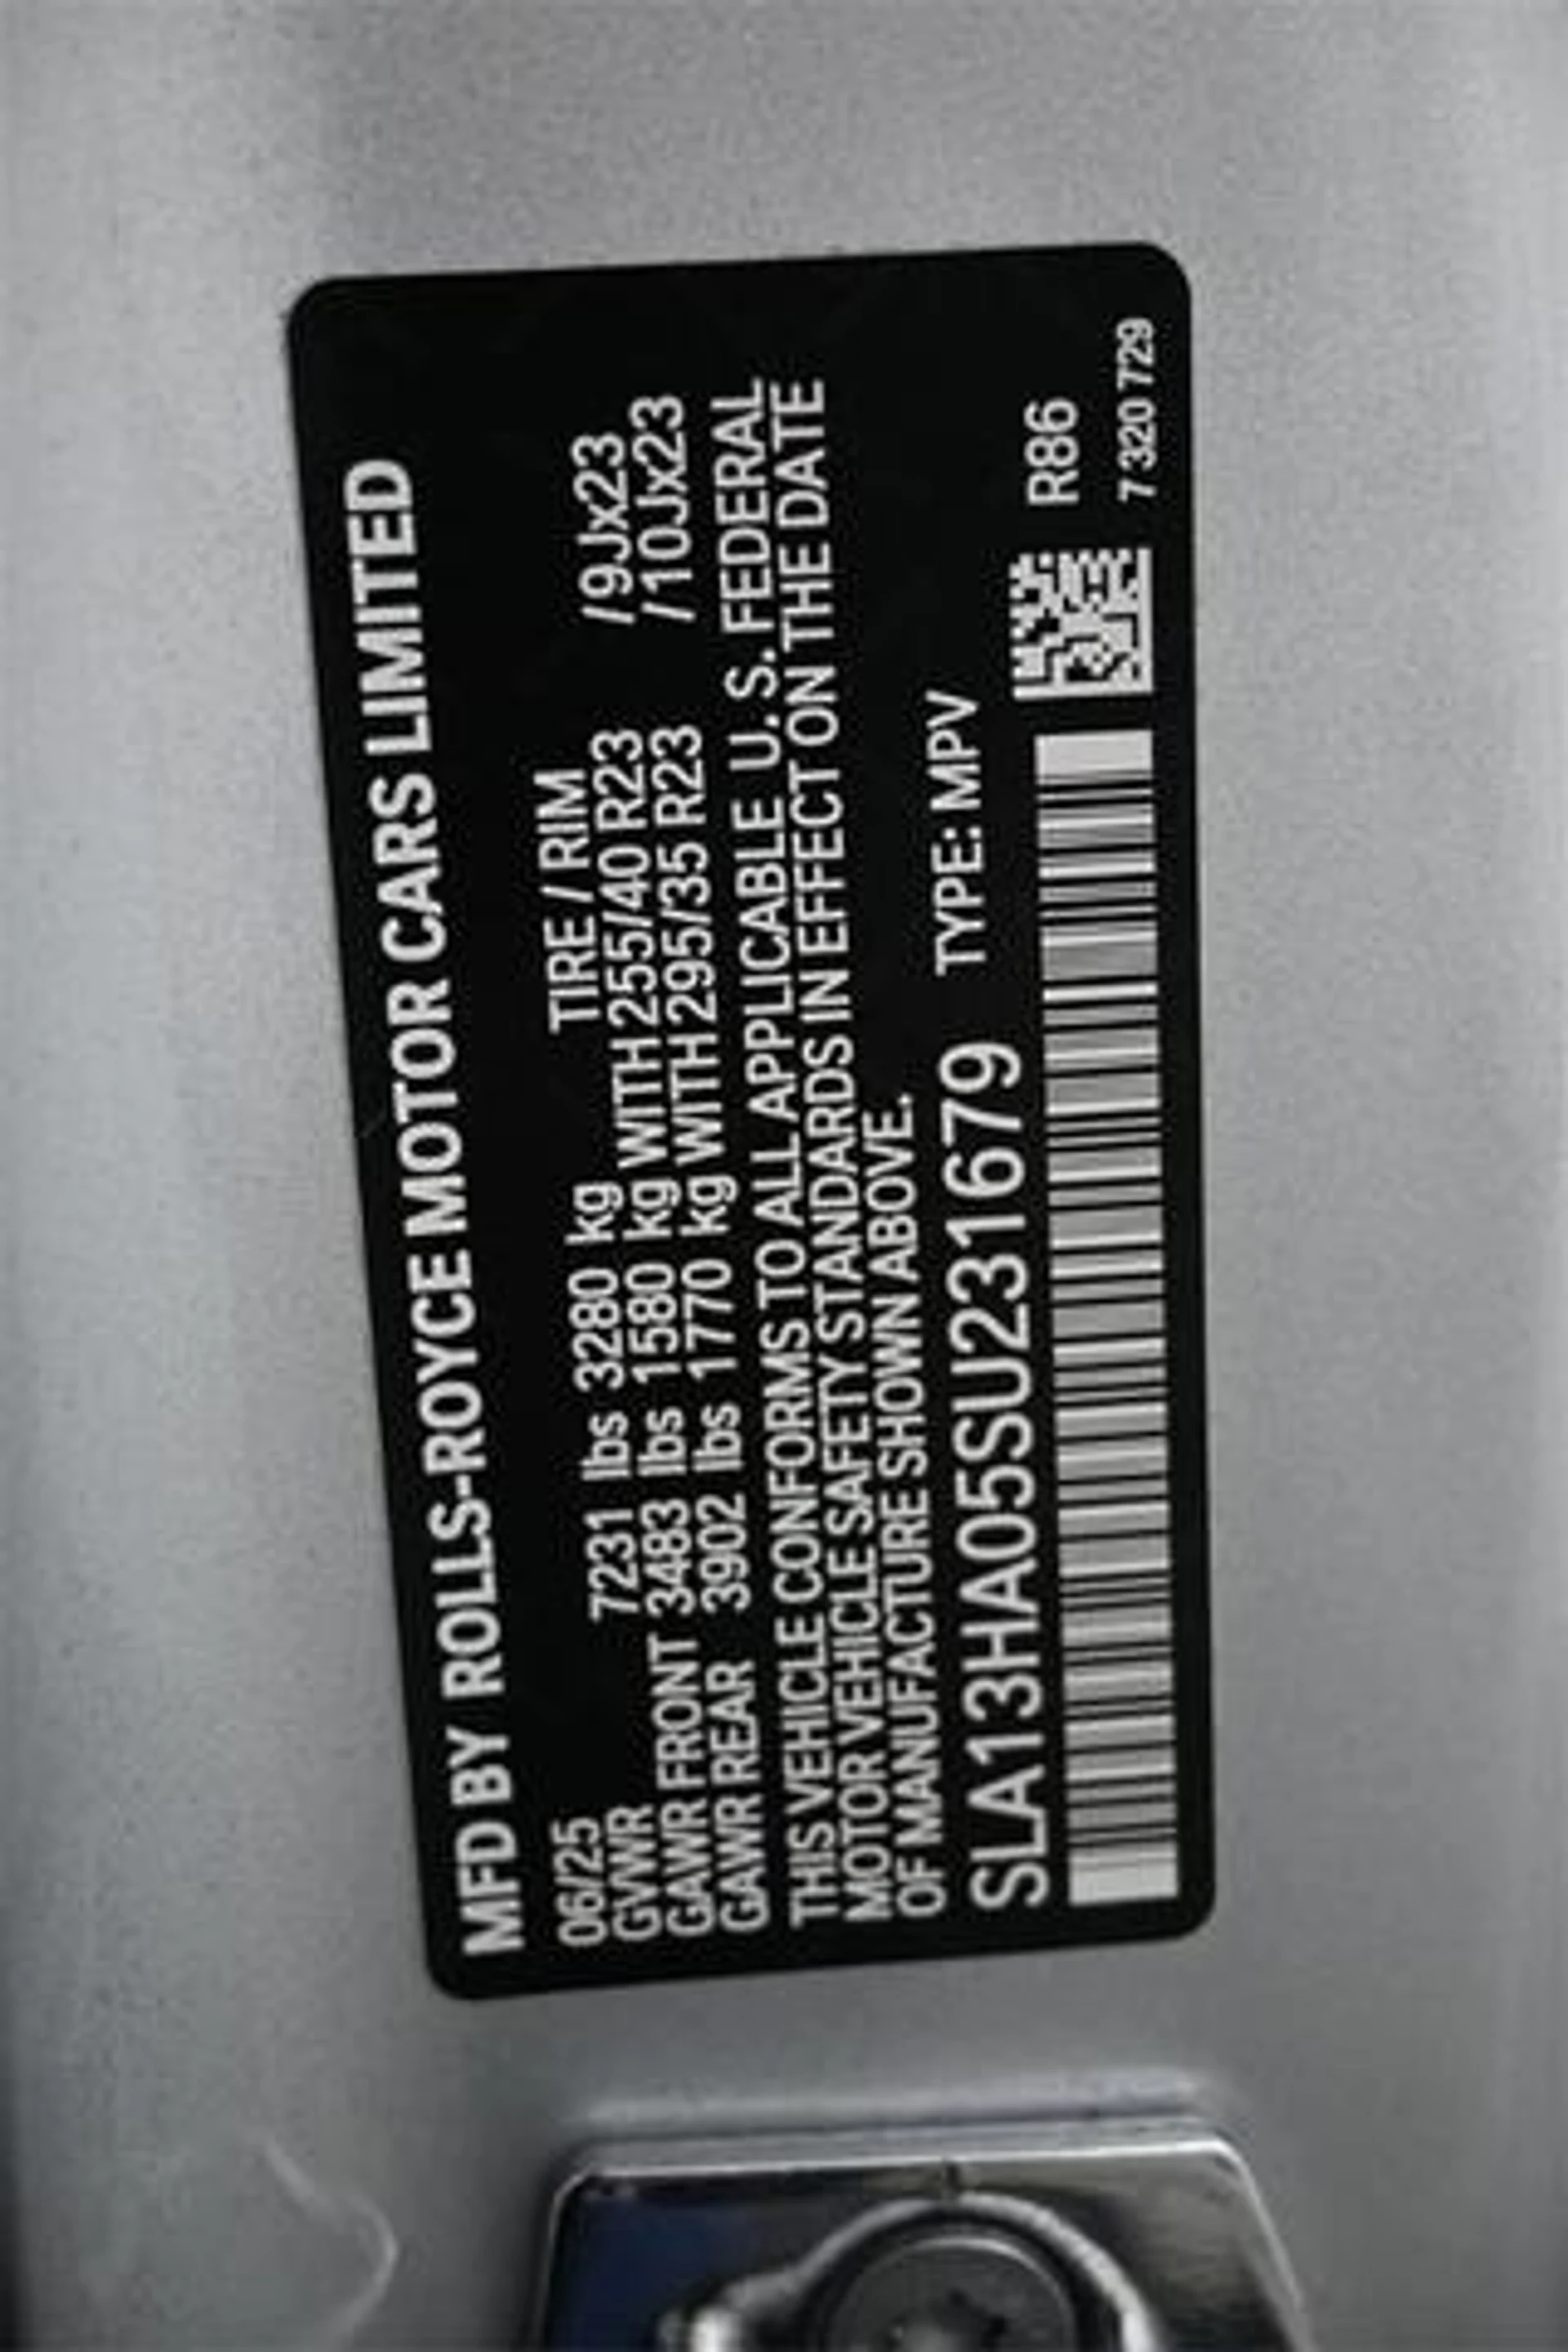 MFD BY ROLLS-ROYCE MOTOR CARS LIMITED
06/25 TIRE / RIM
GVWR 7231 lbs 3280 kg
GAWR FRONT 3483 lbs 1580 kg WITH 255/40 R23 /9Jx23
GAWR REAR 3902 lbs 1770 kg WITH 295/35 R23 /10Jx23
THIS VEHICLE CONFORMS TO ALL APPLICABLE U. S. FEDERAL
MOTOR VEHICLE SAFETY STANDARDS IN EFFECT ON THE DATE
OF MANUFACTURE SHOWN ABOVE.
SLA13HA05SU231679 TYPE: MPV
R86
7 320 729